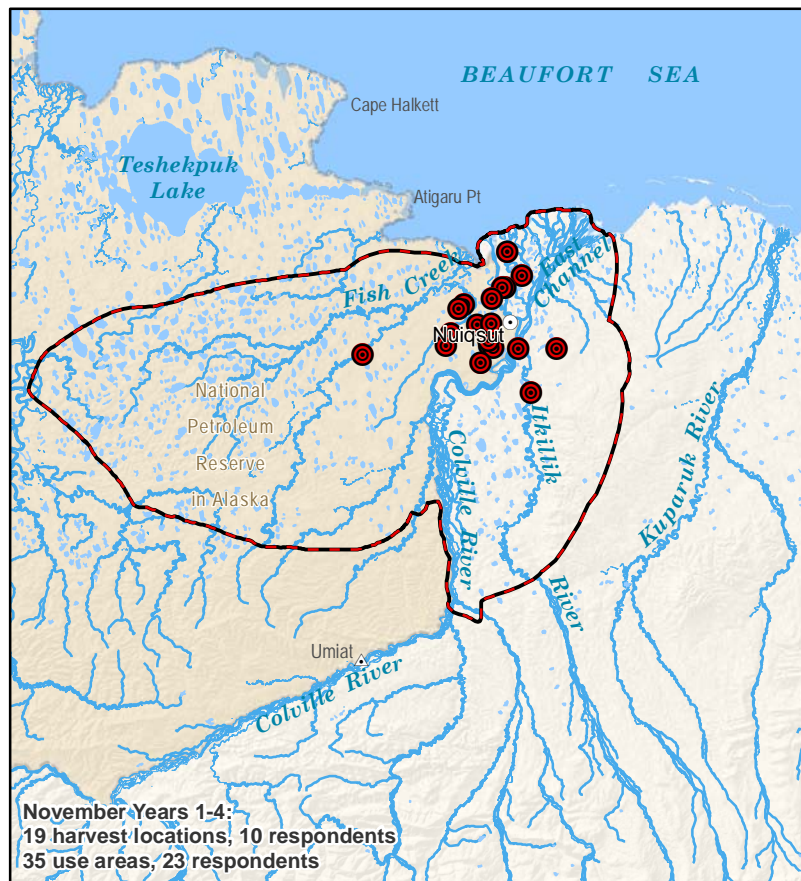 BEAUFORT SEA
Cape Halkett
Teshekpuk
Lake
Atigaru Pt
East
Channel
Fish Creek
Nuiqsut
National
Petroleum
Reserve
in Alaska
Itkillik
River
Colville River
Kuparuk River
Umiat
Colville River
November Years 1-4:
19 harvest locations, 10 respondents
35 use areas, 23 respondents